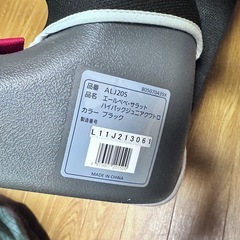 品番 ALJ205
品名 エールベベ・サラット
ハイバックジュニアクワトロ
カラー ブラック
製造番号
L11J213061
MADE IN CHINA